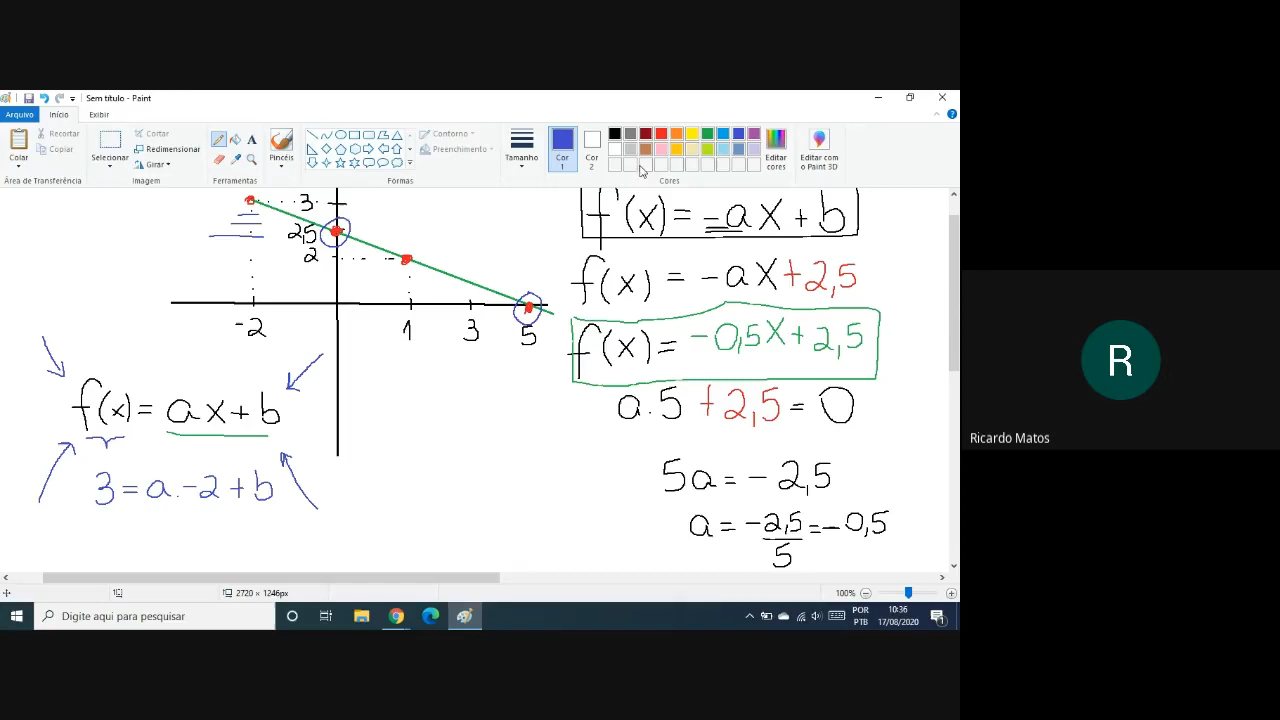 Sem título - Paint
Arquivo Início Exibir
Colar
Recortar
Copiar
Área de Transferência
Selecionar
Cortar
Redimensionar
Girar
Imagem
A
Ferramentas
Pincéis
Contorno
Preenchimento
Formas
Tamanho
Cor 1
Cor 2
Editar cores
Editar com o Paint 3D
Cores
3
2,5
2
-2 1 3 5
f(x) = ax+b
3 = a.-2+b
f(x) = -ax+b
f(x) = -ax+2,5
f(x) = -0,5x+2,5
a.5 +2,5 = 0
5a = -2,5
a = -2,5/5 = -0,5
R
Ricardo Matos
2720 × 1246px
100%
Digite aqui para pesquisar
POR
PTB
10:36
17/08/2020
1